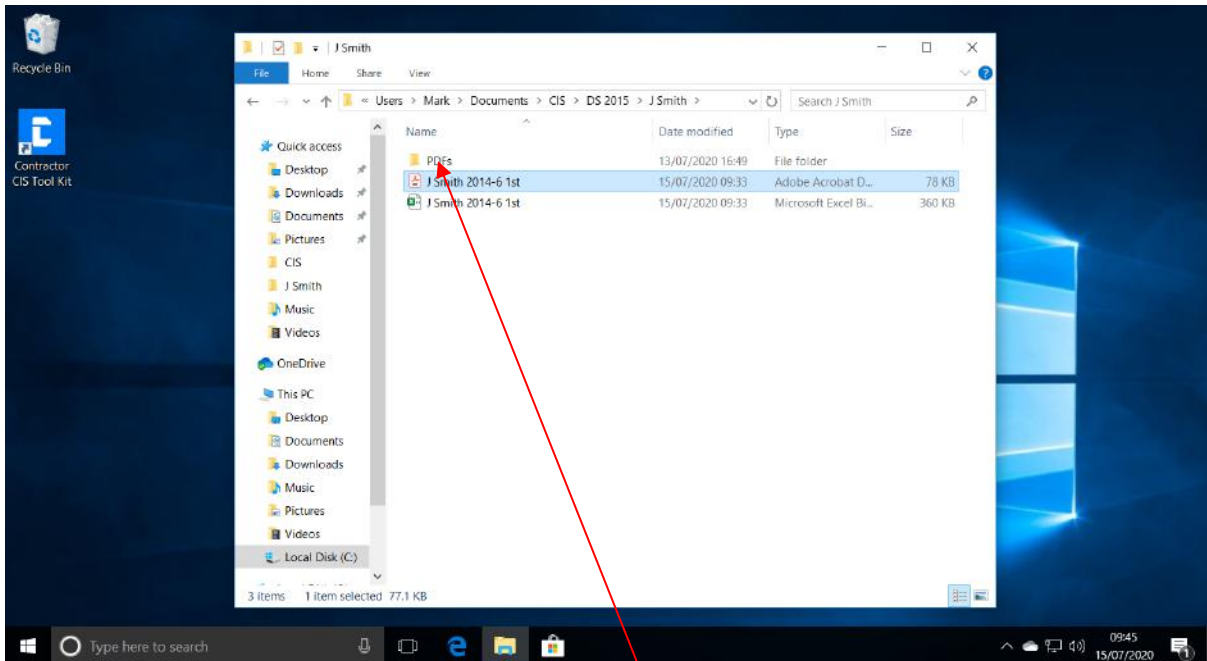 Recycle Bin
Contractor
CIS Tool Kit
J Smith
File Home Share View
« Users > Mark > Documents > CIS > DS 2015 > J Smith >
Search J Smith
Name Date modified Type Size
PDFs 13/07/2020 16:49 File folder
J Smith 2014-6 1st 15/07/2020 09:33 Adobe Acrobat D... 78 KB
J Smith 2014-6 1st 15/07/2020 09:33 Microsoft Excel Bi... 360 KB
Quick access
Desktop
Downloads
Documents
Pictures
CIS
J Smith
Music
Videos
OneDrive
This PC
Desktop
Documents
Downloads
Music
Pictures
Videos
Local Disk (C:)
3 items 1 item selected 77.1 KB
Type here to search
09:45
15/07/2020
1